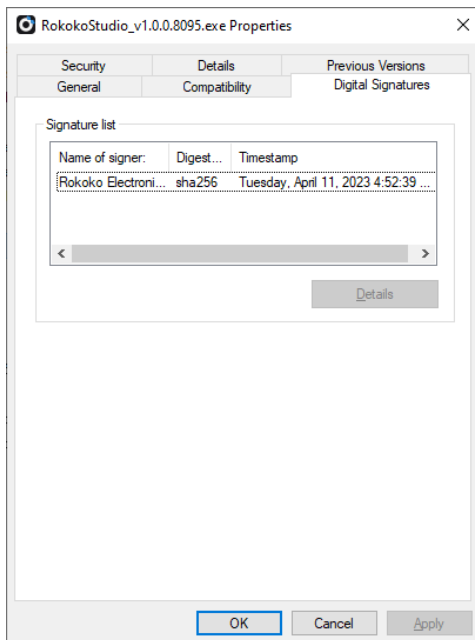 RokokoStudio_v1.0.0.8095.exe Properties
Security Details Previous Versions
General Compatibility Digital Signatures
Signature list
Name of signer: Digest... Timestamp
Rokoko Electroni... sha256 Tuesday, April 11, 2023 4:52:39 ...
Details
OK Cancel Apply